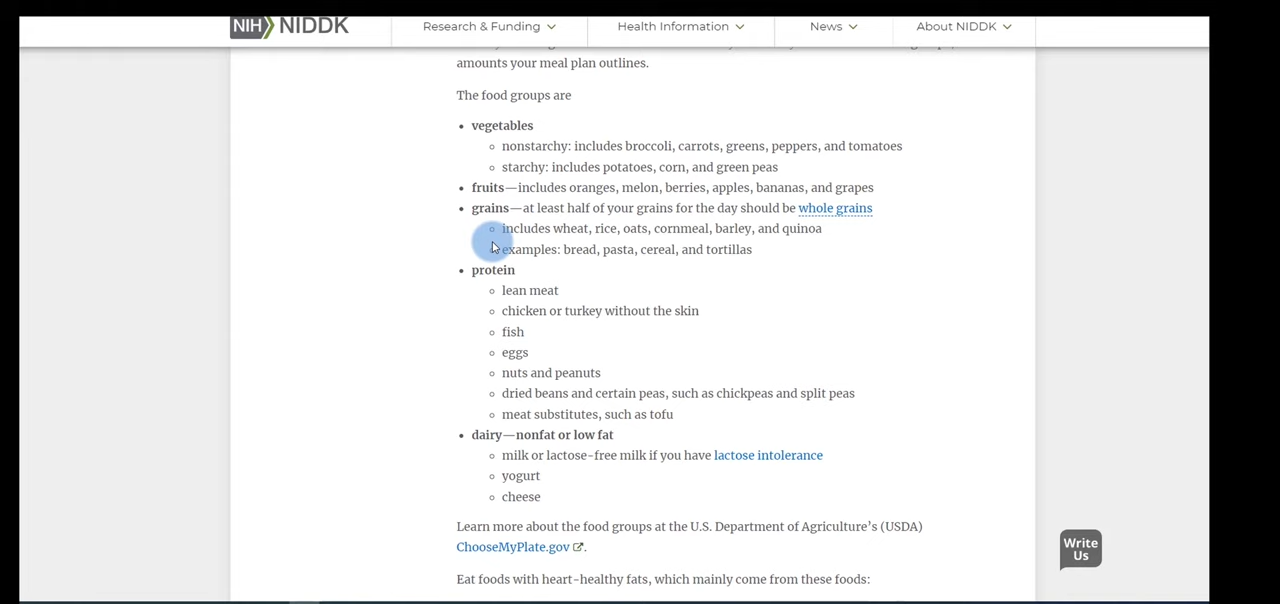 NIH NIDDK
Research & Funding
Health Information
News
About NIDDK
amounts your meal plan outlines.
The food groups are
• vegetables
◦ nonstarchy: includes broccoli, carrots, greens, peppers, and tomatoes
◦ starchy: includes potatoes, corn, and green peas
• fruits—includes oranges, melon, berries, apples, bananas, and grapes
• grains—at least half of your grains for the day should be whole grains
◦ includes wheat, rice, oats, cornmeal, barley, and quinoa
◦ examples: bread, pasta, cereal, and tortillas
• protein
◦ lean meat
◦ chicken or turkey without the skin
◦ fish
◦ eggs
◦ nuts and peanuts
◦ dried beans and certain peas, such as chickpeas and split peas
◦ meat substitutes, such as tofu
• dairy—nonfat or low fat
◦ milk or lactose-free milk if you have lactose intolerance
◦ yogurt
◦ cheese
Learn more about the food groups at the U.S. Department of Agriculture’s (USDA)
ChooseMyPlate.gov.
Write
Us
Eat foods with heart-healthy fats, which mainly come from these foods: